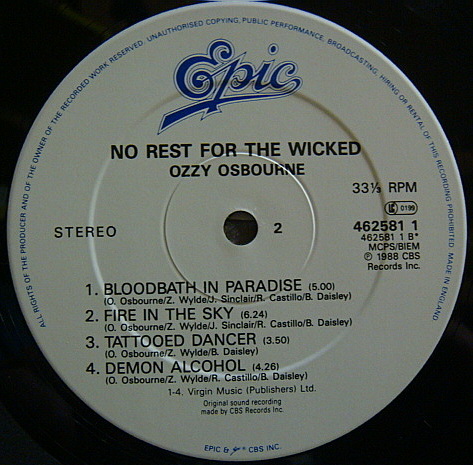 ALL RIGHTS OF THE PRODUCER AND OF THE OWNER OF THE RECORDED WORK RESERVED. UNAUTHORISED COPYING, PUBLIC PERFORMANCE, BROADCASTING, HIRING OR RENTAL OF THIS RECORDING PROHIBITED. MADE IN ENGLAND
Epic
NO REST FOR THE WICKED
OZZY OSBOURNE
33⅓ RPM
LC 0199
STEREO
2
462581 1
462581 1 B*
MCPS/BIEM
℗ 1988 CBS
Records Inc.
1. BLOODBATH IN PARADISE (5.00)
(O. Osbourne/Z. Wylde/J. Sinclair/R. Castillo/B. Daisley)
2. FIRE IN THE SKY (6.24)
(O. Osbourne/Z. Wylde/J. Sinclair/R. Castillo/B. Daisley)
3. TATTOOED DANCER (3.50)
(O. Osbourne/Z. Wylde/B. Daisley)
4. DEMON ALCOHOL (4.26)
(O. Osbourne/Z. Wylde/R. Castillo/B. Daisley)
1-4. Virgin Music (Publishers) Ltd.
Original sound recording
made by CBS Records Inc.
EPIC & CBS INC.